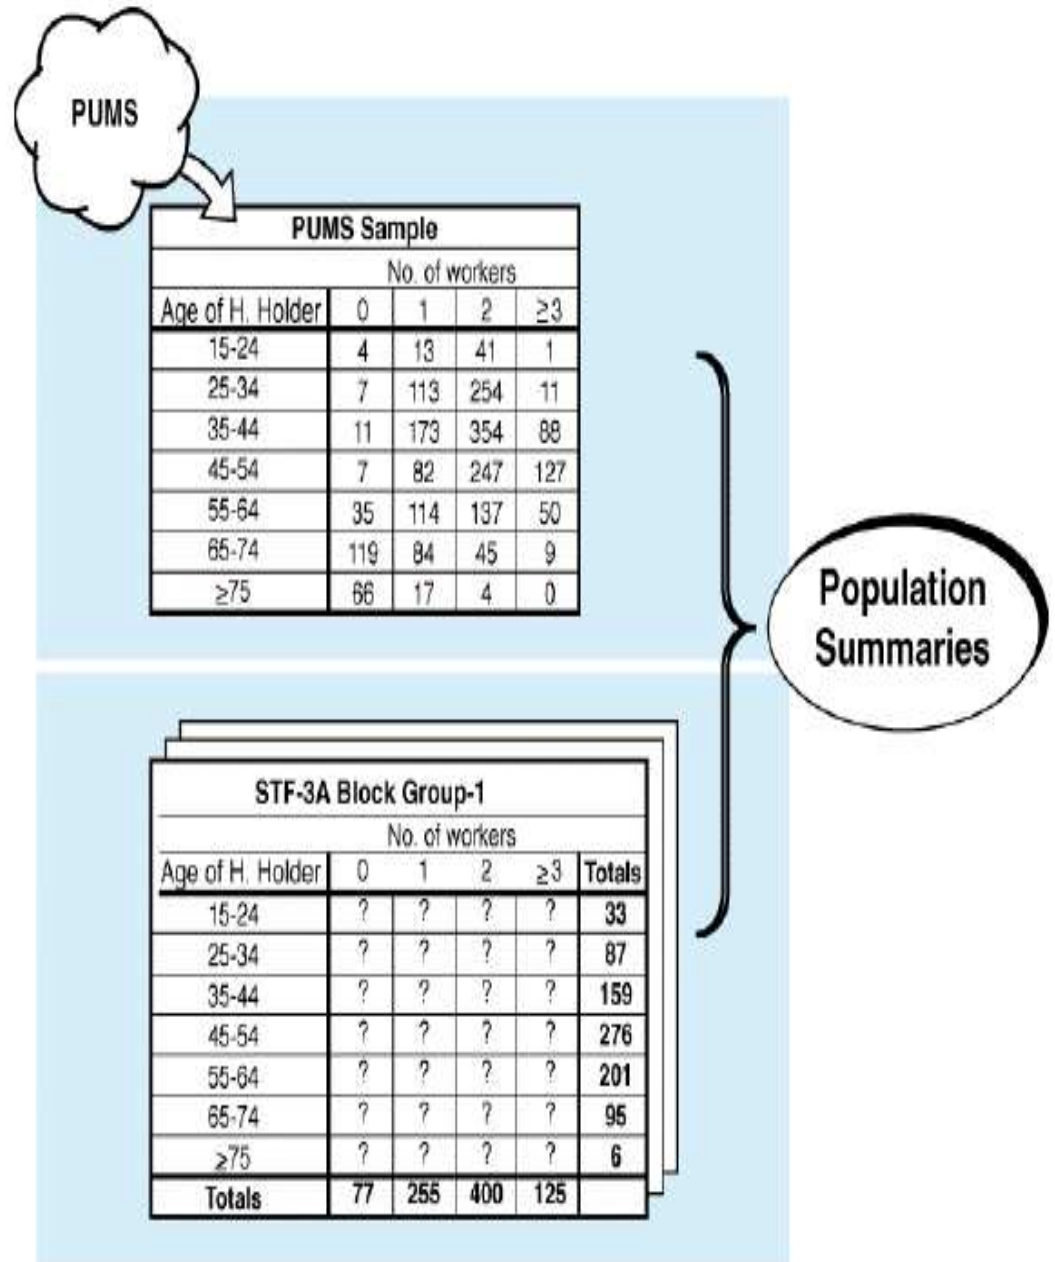 PUMS
PUMS Sample
No. of workers
Age of H. Holder 0 1 2 ≥3
15-24 4 13 41 1
25-34 7 113 254 11
35-44 11 173 354 88
45-54 7 82 247 127
55-64 35 114 137 50
65-74 119 84 45 9
≥75 66 17 4 0
Population
Summaries
STF-3A Block Group-1
No. of workers
Age of H. Holder 0 1 2 ≥3 Totals
15-24 ? ? ? ? 33
25-34 ? ? ? ? 87
35-44 ? ? ? ? 159
45-54 ? ? ? ? 276
55-64 ? ? ? ? 201
65-74 ? ? ? ? 95
≥75 ? ? ? ? 6
Totals 77 255 400 125